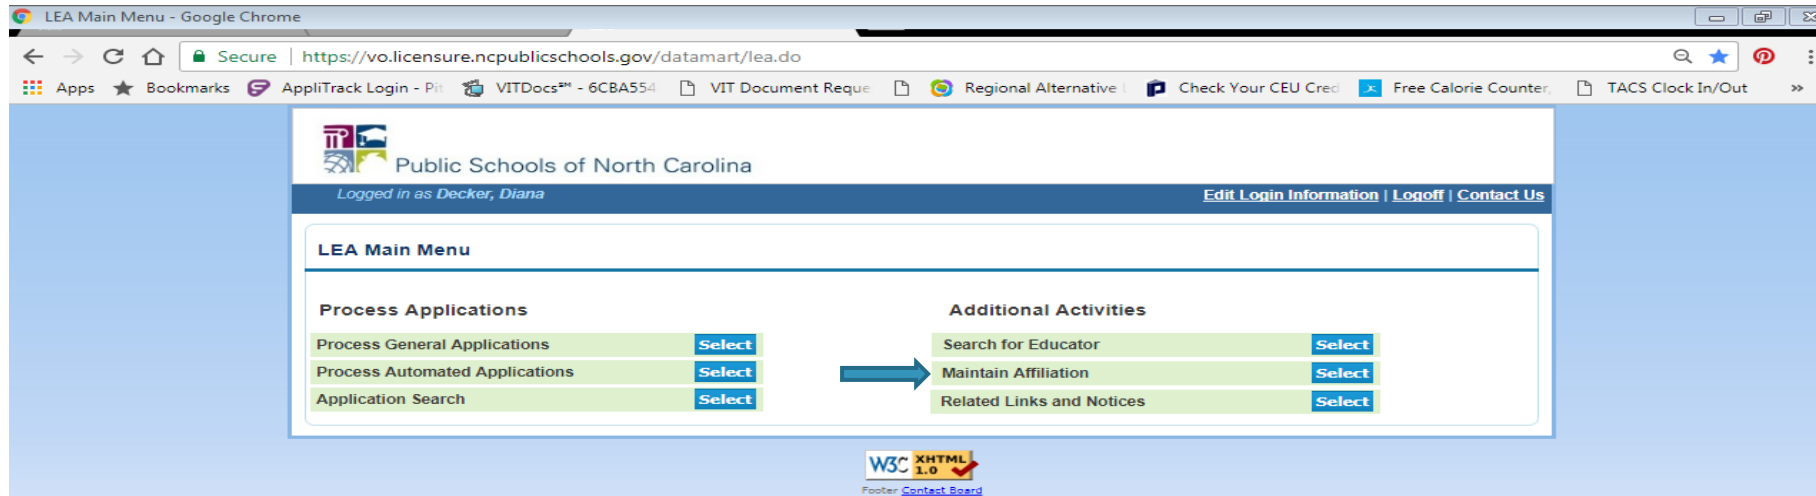 LEA Main Menu - Google Chrome
Secure | https://vo.licensure.ncpublicschools.gov/datamart/lea.do
Apps Bookmarks AppliTrack Login - Pit VITDocs℠ - 6CBA554 VIT Document Reque Regional Alternative L Check Your CEU Cred Free Calorie Counter, TACS Clock In/Out »
Public Schools of North Carolina
Logged in as Decker, Diana Edit Login Information | Logoff | Contact Us
LEA Main Menu
Process Applications Additional Activities
Process General Applications Select Search for Educator Select
Process Automated Applications Select Maintain Affiliation Select
Application Search Select Related Links and Notices Select
W3C XHTML 1.0
Footer Contact Board